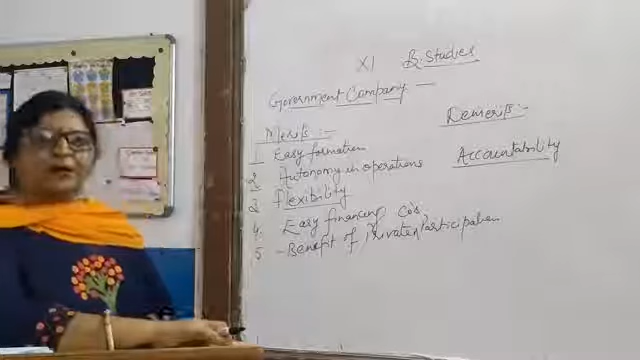 XI B. Studies
Government Company —
Merits :-
1 Easy formation
2 Autonomy in operations
3 Flexibility
4. Easy financing Co's
5 - Benefit of Private Participation
Demerits :-
Accountability